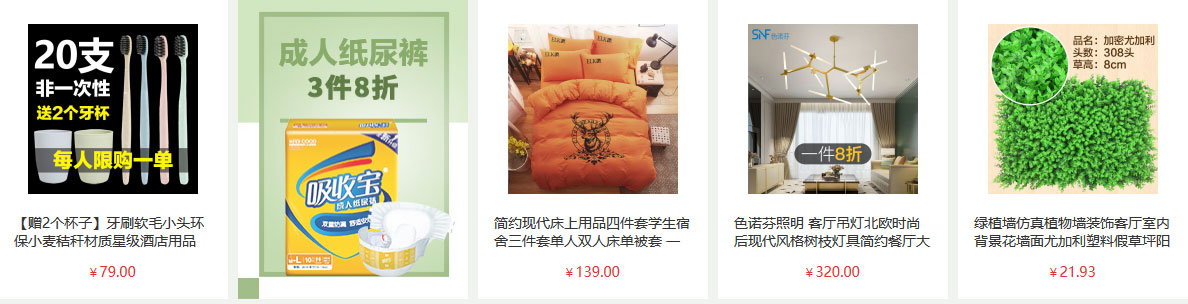 20支
非一次性
送2个牙杯
每人限购一单
【赠2个杯子】牙刷软毛小头环
保小麦秸秆材质星级酒店用品
￥79.00
成人纸尿裤
3件8折
吸收宝
成人纸尿裤
简约现代床上用品四件套学生宿
舍三件套单人双人床单被套 一
￥139.00
SNF色诺芬
一件8折
色诺芬照明 客厅吊灯北欧时尚
后现代风格树枝灯具简约餐厅大
￥320.00
品名：加密尤加利
头数：308头
草高：8cm
绿植墙仿真植物墙装饰客厅室内
背景花墙面尤加利塑料假草坪阳
￥21.93